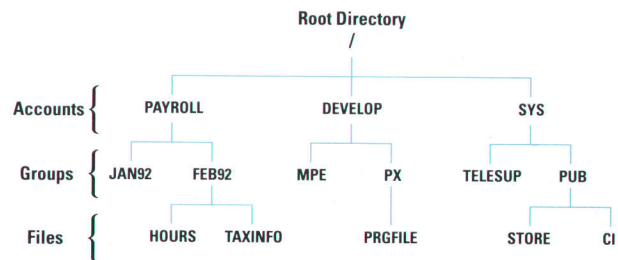 Root Directory
/
Accounts { PAYROLL DEVELOP SYS
Groups { JAN92 FEB92 MPE PX TELESUP PUB
Files { HOURS TAXINFO PRGFILE STORE CI